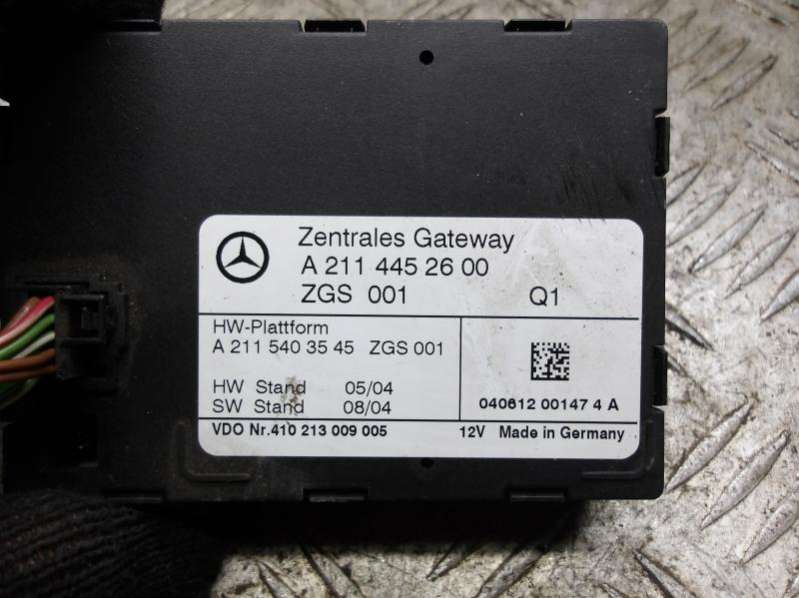 Zentrales Gateway
A 211 445 26 00
ZGS 001 Q1
HW-Plattform
A 211 540 35 45 ZGS 001
HW Stand 05/04
SW Stand 08/04
040612 00147 4 A
VDO Nr.410 213 009 005 12V Made in Germany